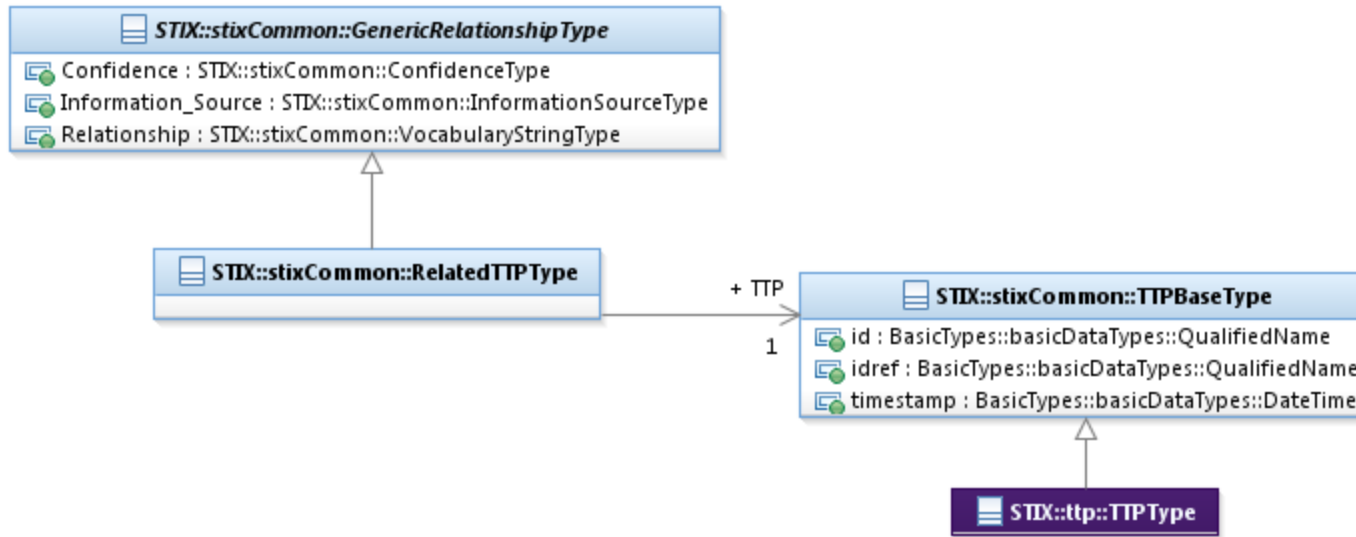 STIX::stixCommon::GenericRelationshipType
Confidence : STIX::stixCommon::ConfidenceType
Information_Source : STIX::stixCommon::InformationSourceType
Relationship : STIX::stixCommon::VocabularyStringType
STIX::stixCommon::RelatedTTPType
+ TTP
1
STIX::stixCommon::TTPBaseType
id : BasicTypes::basicDataTypes::QualifiedName
idref : BasicTypes::basicDataTypes::QualifiedName
timestamp : BasicTypes::basicDataTypes::DateTime
STIX::ttp::TTPType